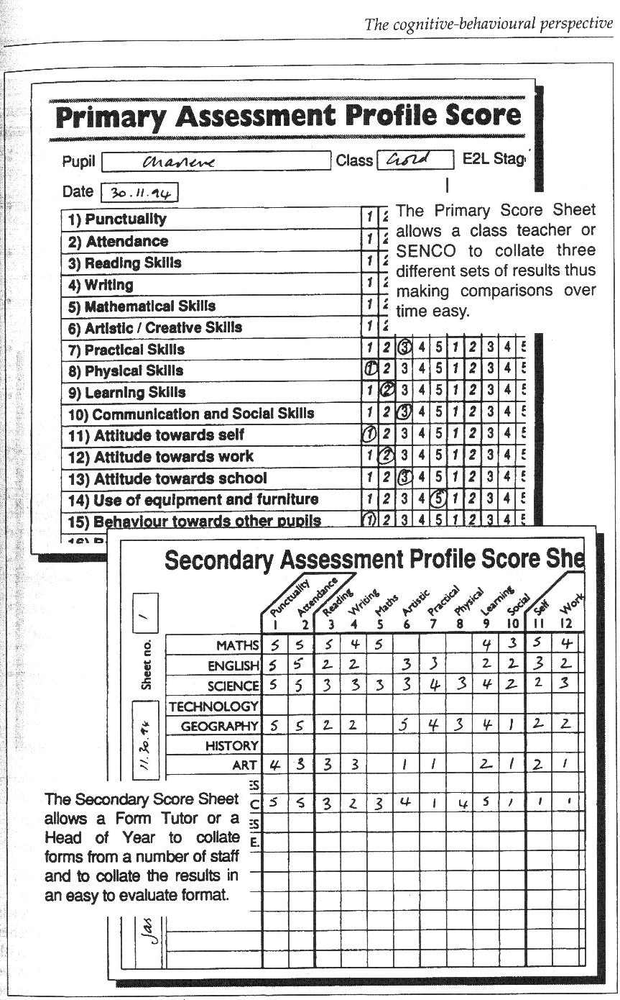 The cognitive-behavioural perspective
Primary Assessment Profile Score
Pupil Charlene Class Gold E2L Stag
Date 30.11.94
1) Punctuality 1 2
2) Attendance 1 2
3) Reading Skills 1 2
4) Writing 1 2
5) Mathematical Skills 1 2
6) Artistic / Creative Skills 1 2
The Primary Score Sheet
allows a class teacher or
SENCO to collate three
different sets of results thus
making comparisons over
time easy.
7) Practical Skills 1 2 3 4 5 1 2 3 4 5
8) Physical Skills 1 2 3 4 5 1 2 3 4 5
9) Learning Skills 1 2 3 4 5 1 2 3 4 5
10) Communication and Social Skills 1 2 3 4 5 1 2 3 4 5
11) Attitude towards self 1 2 3 4 5 1 2 3 4 5
12) Attitude towards work 1 2 3 4 5 1 2 3 4 5
13) Attitude towards school 1 2 3 4 5 1 2 3 4 5
14) Use of equipment and furniture 1 2 3 4 5 1 2 3 4 5
15) Behaviour towards other pupils 1 2 3 4 5 1 2 3 4 5
Secondary Assessment Profile Score She
Punctuality Attendance Reading Writing Maths Artistic Practical Physical Learning Social Self Work
1 2 3 4 5 6 7 8 9 10 11 12
Sheet no. 1
11.30.94
MATHS 5 5 5 4 5 4 3 5 4
ENGLISH 5 5 2 2 3 3 2 2 3 2
SCIENCE 5 5 3 3 3 3 4 3 4 2 2 3
TECHNOLOGY
GEOGRAPHY 5 5 2 2 5 4 3 4 1 2 2
HISTORY
ART 4 3 3 3 1 1 2 1 2 1
ES
C 5 5 3 2 3 4 1 4 5 1 1 1
ES
E.
The Secondary Score Sheet
allows a Form Tutor or a
Head of Year to collate
forms from a number of staff
and to collate the results in
an easy to evaluate format.
Jas